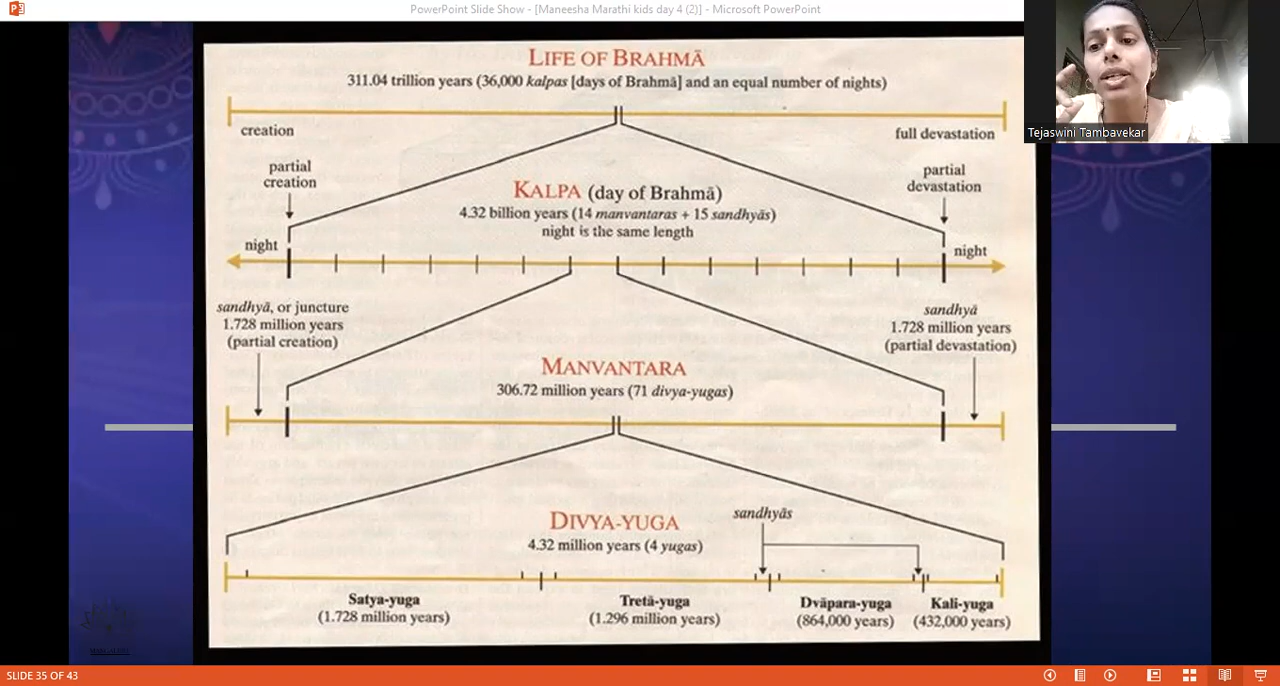 PowerPoint Slide Show - [Maneesha Marathi kids day 4 (2)] - Microsoft PowerPoint
Tejaswini Tambavekar
LIFE OF BRAHMĀ
311.04 trillion years (36,000 kalpas [days of Brahmā] and an equal number of nights)
creation
full devastation
partial
creation
partial
devastation
KALPA (day of Brahmā)
4.32 billion years (14 manvantaras + 15 sandhyās)
night is the same length
night
night
sandhyā, or juncture
1.728 million years
(partial creation)
sandhyā
1.728 million years
(partial devastation)
MANVANTARA
306.72 million years (71 divya-yugas)
DIVYA-YUGA
4.32 million years (4 yugas)
sandhyās
Satya-yuga
(1.728 million years)
Tretā-yuga
(1.296 million years)
Dvāpara-yuga
(864,000 years)
Kali-yuga
(432,000 years)
SLIDE 35 OF 43